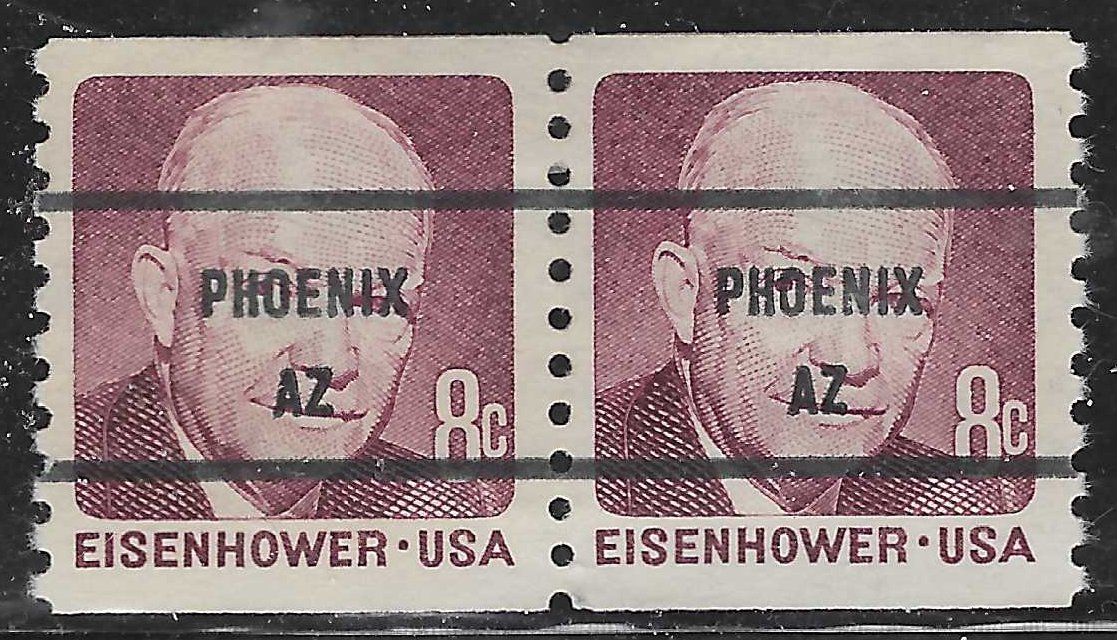 PHOENIX
AZ
8c
EISENHOWER · USA
PHOENIX
AZ
8c
EISENHOWER · USA